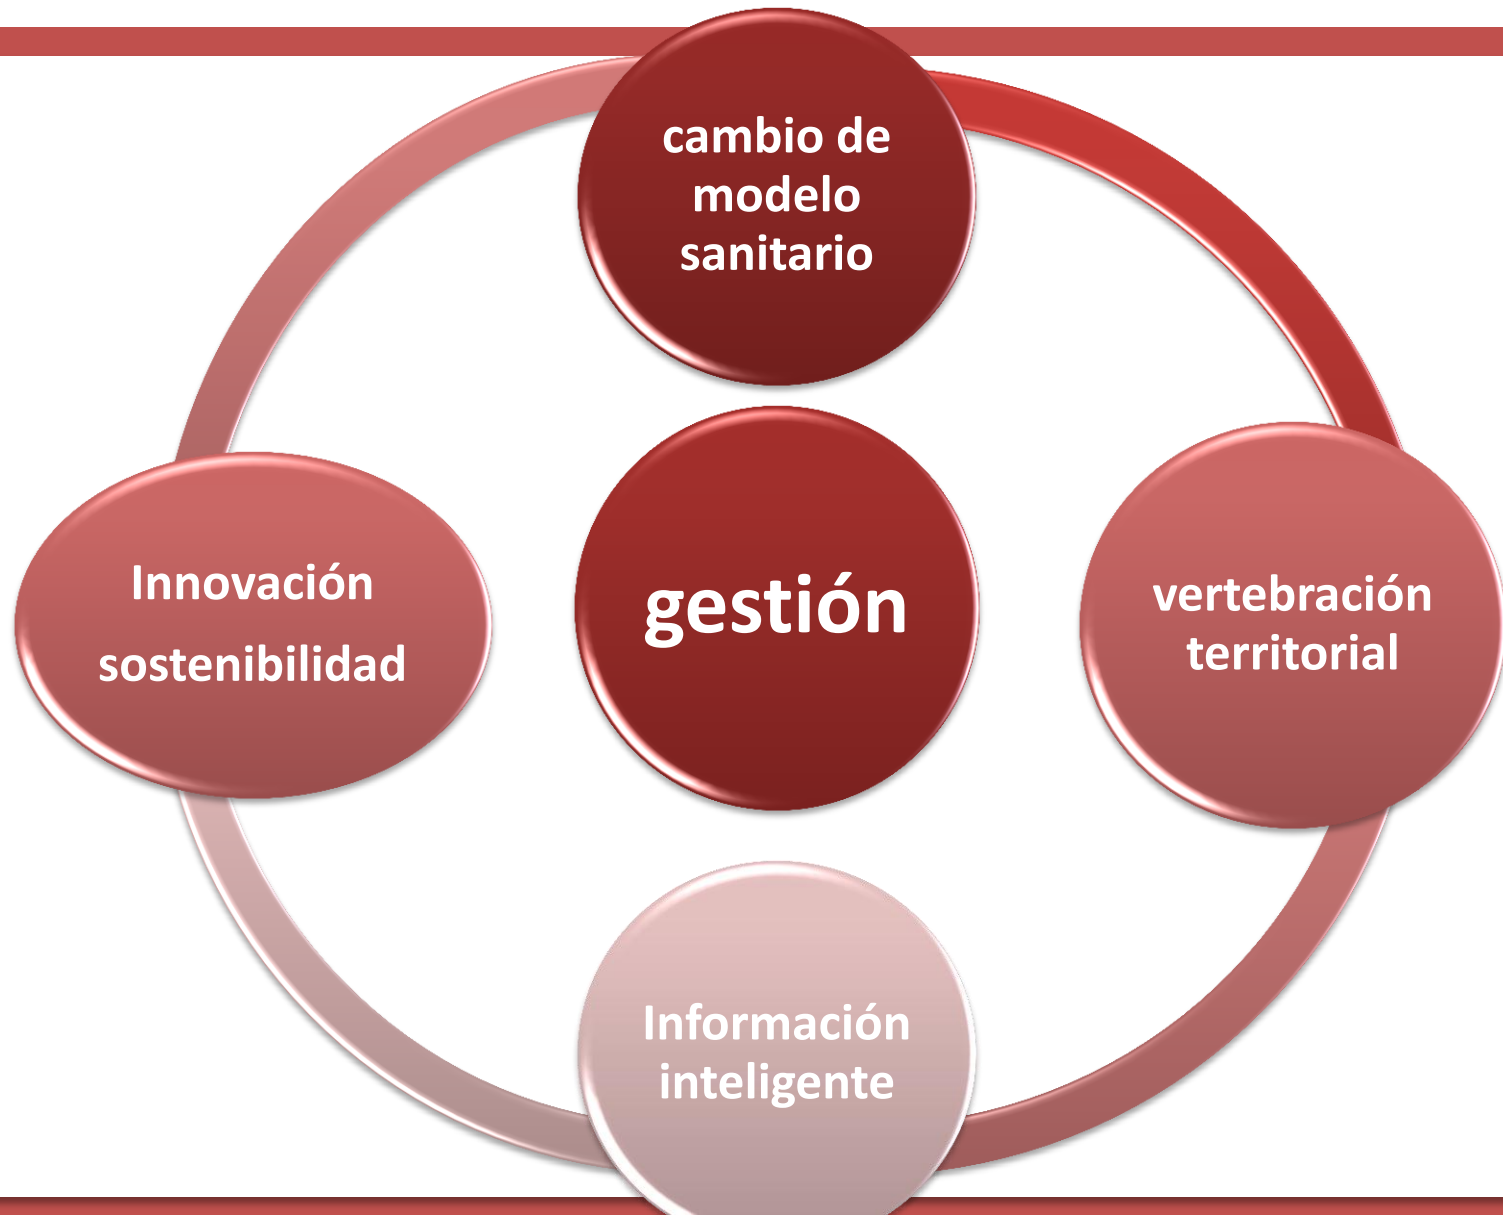 cambio de
modelo
sanitario
gestión
Innovación
sostenibilidad
vertebración
territorial
Información
inteligente